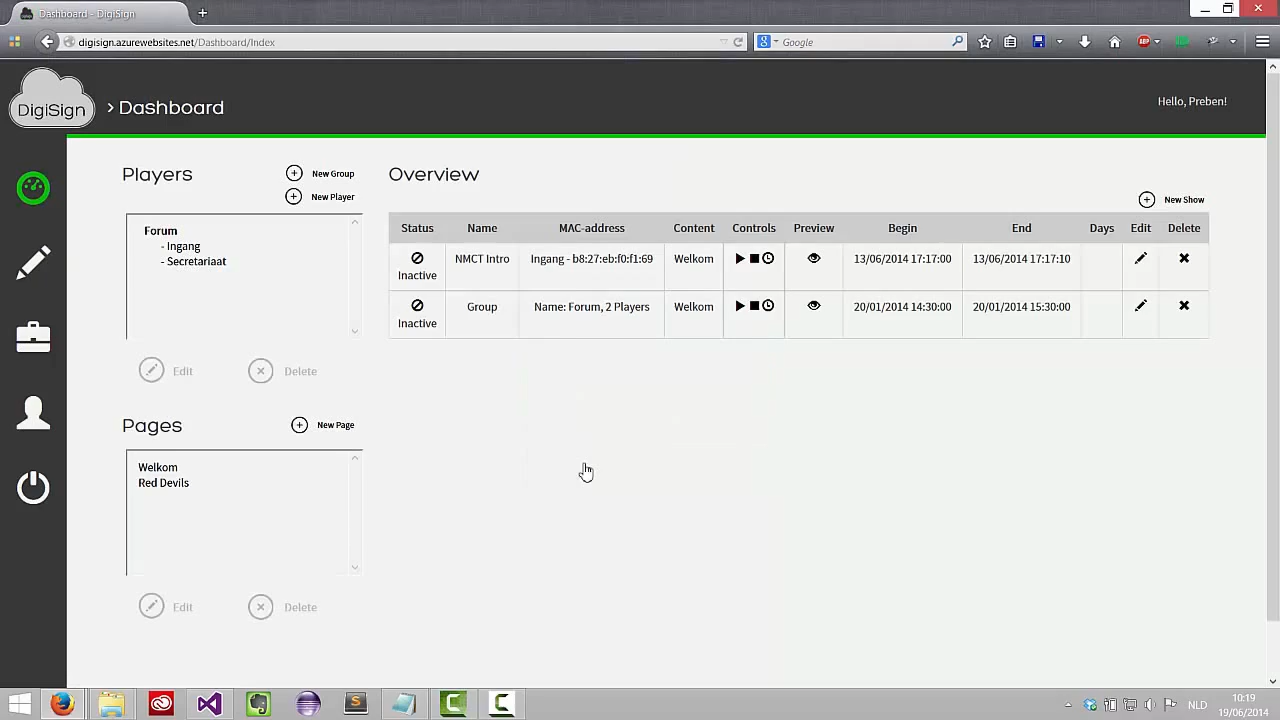 Dashboard - DigiSign
digisign.azurewebsites.net/Dashboard/Index
Google
DigiSign
› Dashboard
Hello, Preben!
Players
New Group
New Player
Forum
- Ingang
- Secretariaat
Edit
Delete
Pages
New Page
Welkom
Red Devils
Edit
Delete
Overview
New Show
Status Name MAC-address Content Controls Preview Begin End Days Edit Delete
Inactive NMCT Intro Ingang - b8:27:eb:f0:f1:69 Welkom 13/06/2014 17:17:00 13/06/2014 17:17:10
Inactive Group Name: Forum, 2 Players Welkom 20/01/2014 14:30:00 20/01/2014 15:30:00
NLD
10:19
19/06/2014